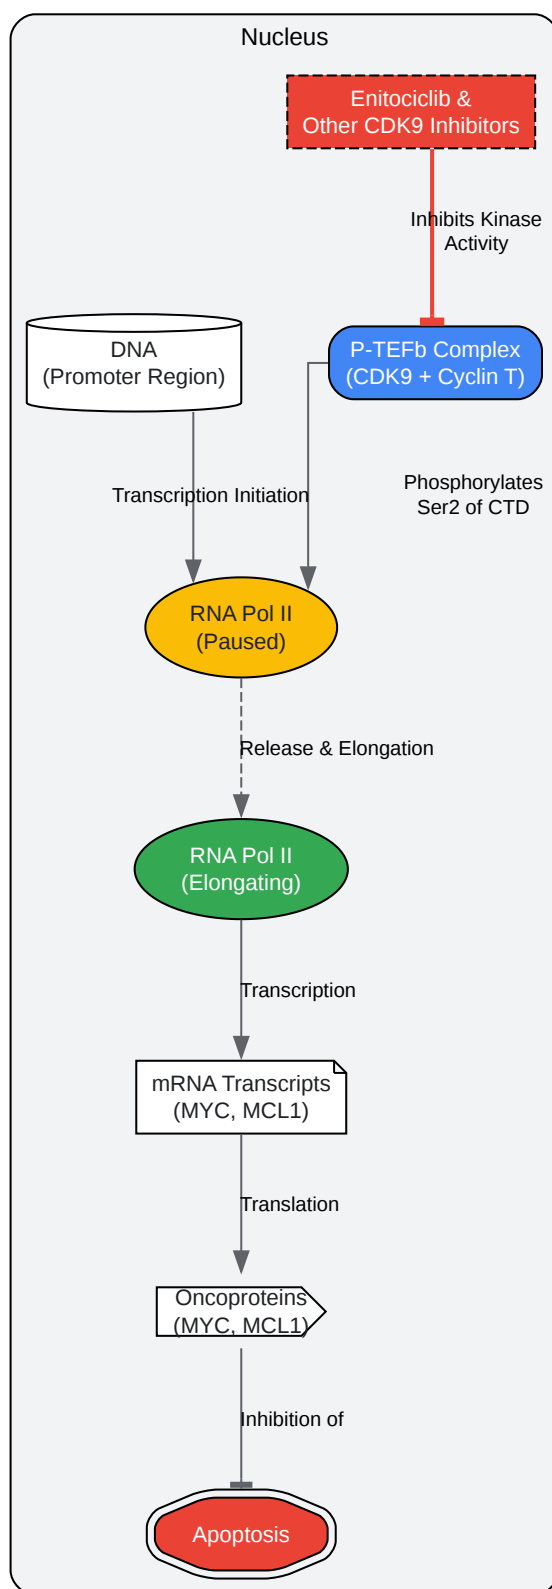 Nucleus
Enitociclib &
Other CDK9 Inhibitors
Inhibits Kinase
Activity
DNA
(Promoter Region)
P-TEFb Complex
(CDK9 + Cyclin T)
Transcription Initiation
Phosphorylates
Ser2 of CTD
RNA Pol II
(Paused)
Release & Elongation
RNA Pol II
(Elongating)
Transcription
mRNA Transcripts
(MYC, MCL1)
Translation
Oncoproteins
(MYC, MCL1)
Inhibition of
Apoptosis